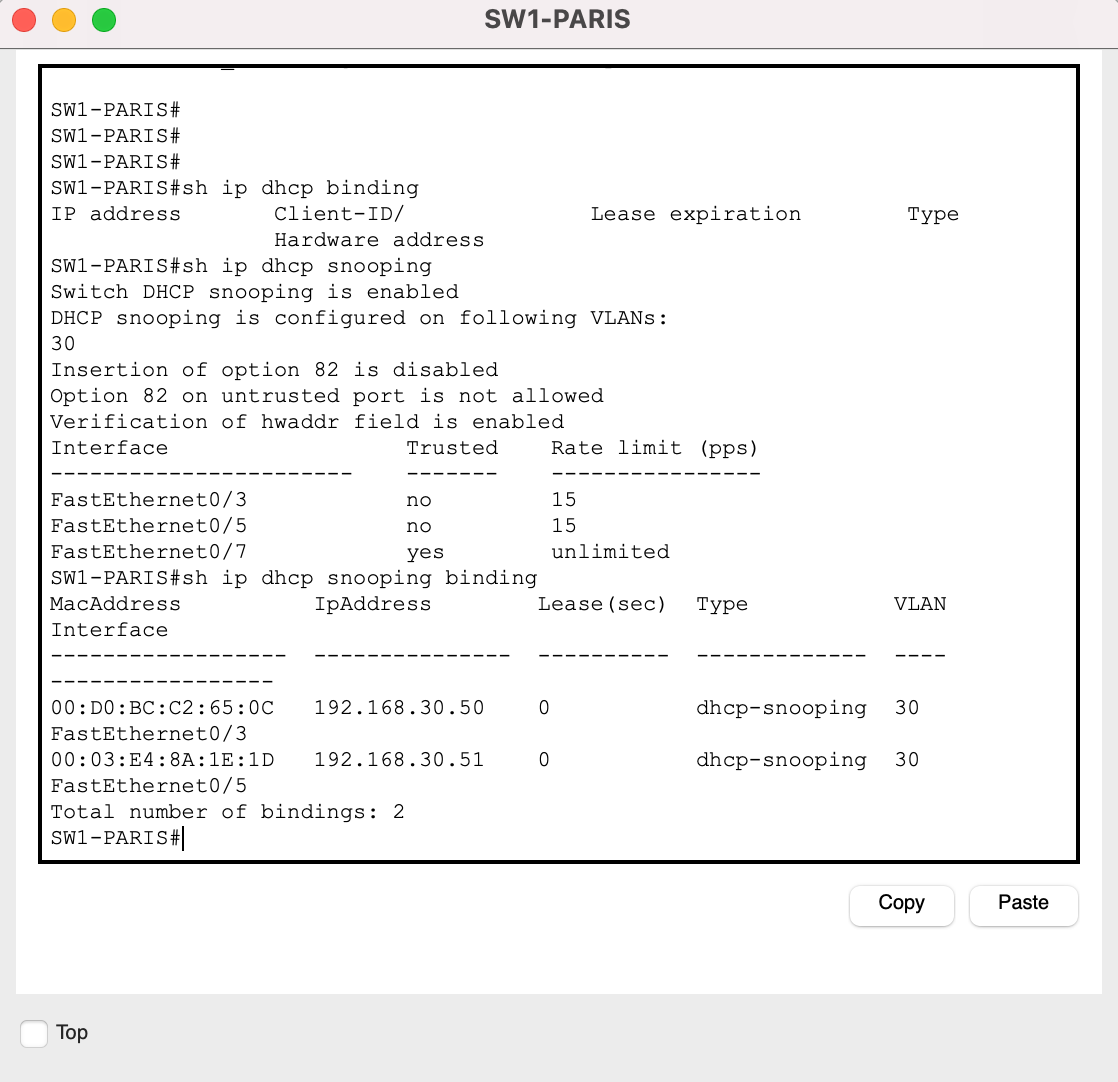 SW1-PARIS
SW1-PARIS#
SW1-PARIS#
SW1-PARIS#
SW1-PARIS#sh ip dhcp binding
IP address       Client-ID/              Lease expiration        Type
                 Hardware address
SW1-PARIS#sh ip dhcp snooping
Switch DHCP snooping is enabled
DHCP snooping is configured on following VLANs:
30
Insertion of option 82 is disabled
Option 82 on untrusted port is not allowed
Verification of hwaddr field is enabled
Interface                  Trusted    Rate limit (pps)
-----------------------    -------    ----------------
FastEthernet0/3            no         15
FastEthernet0/5            no         15
FastEthernet0/7            yes        unlimited
SW1-PARIS#sh ip dhcp snooping binding
MacAddress          IpAddress        Lease(sec)  Type           VLAN
Interface
------------------  ---------------  ----------  -------------  ----
-----------------
00:D0:BC:C2:65:0C   192.168.30.50    0           dhcp-snooping  30
FastEthernet0/3
00:03:E4:8A:1E:1D   192.168.30.51    0           dhcp-snooping  30
FastEthernet0/5
Total number of bindings: 2
SW1-PARIS#
Copy Paste
Top